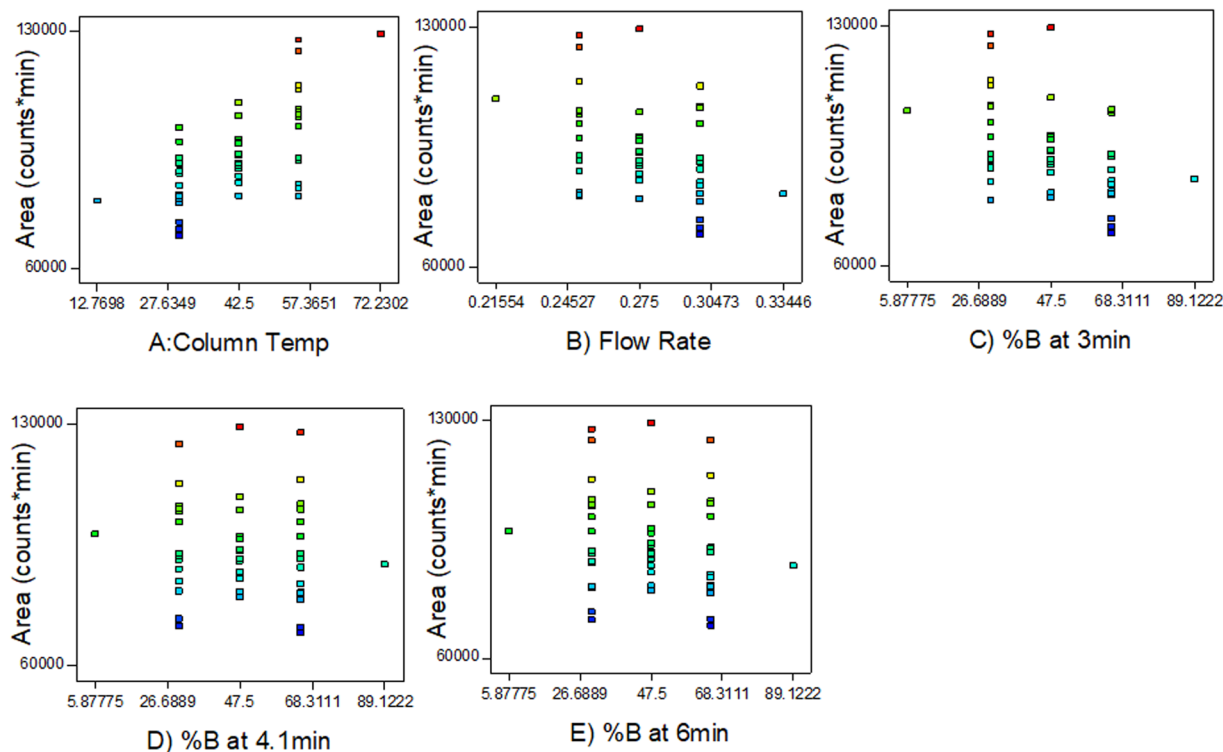 130000
Area (counts*min)
60000
12.7698 27.6349 42.5 57.3651 72.2302
A:Column Temp
130000
Area (counts*min)
60000
0.21554 0.24527 0.275 0.30473 0.33446
B) Flow Rate
130000
Area (counts*min)
60000
5.87775 26.6889 47.5 68.3111 89.1222
C) %B at 3min
130000
Area (counts*min)
60000
5.87775 26.6889 47.5 68.3111 89.1222
D) %B at 4.1min
130000
Area (counts*min)
60000
5.87775 26.6889 47.5 68.3111 89.1222
E) %B at 6min